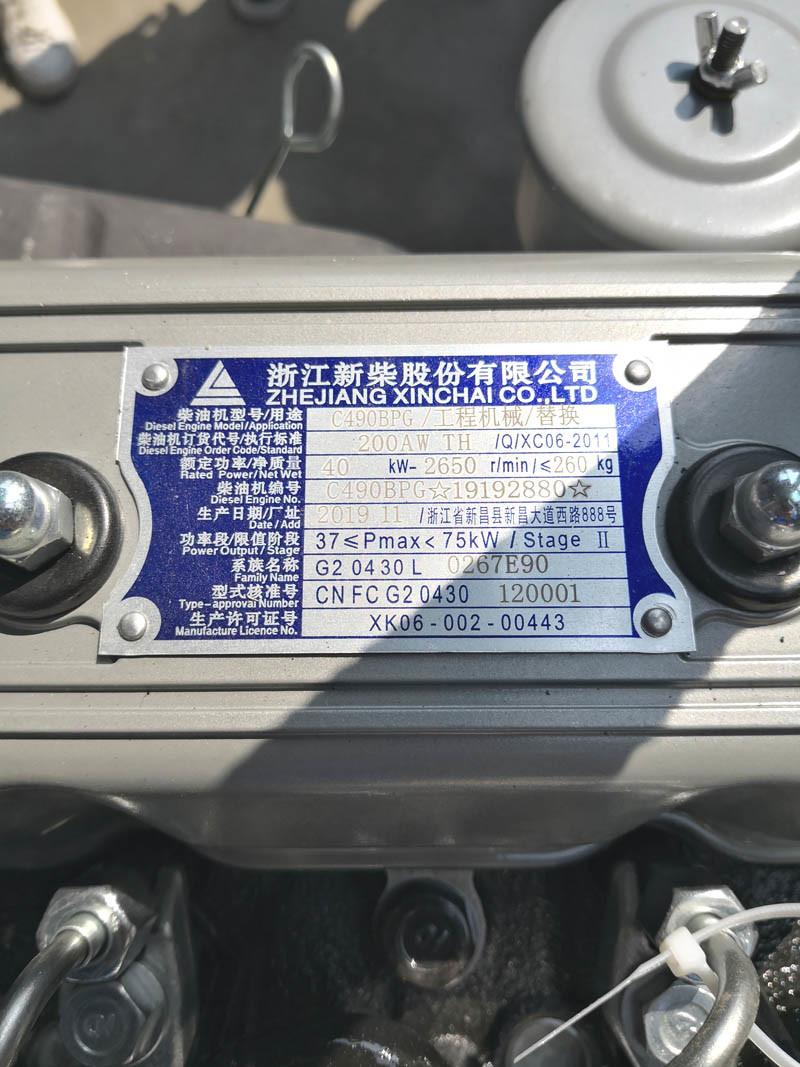 浙江新柴股份有限公司
ZHEJIANG XINCHAI CO.,LTD
柴油机型号/用途 C490BPG /工程机械/替换
Diesel Engine Model/Application
柴油机订货代号/执行标准 200AW TH /Q/XC06-2011
Diesel Engine Order Code/Standard
额定功率/净质量 40 kW- 2650 r/min/≤260 kg
Rated Power/Net Wet
柴油机编号 C490BPG☆19192880☆
Diesel Engine No.
生产日期/厂址 2019 11 /浙江省新昌县新昌大道西路888号
Date/Add
功率段/限值阶段 37≤Pmax<75kW / Stage II
Power Output/Stage
系族名称 G2 0430 L 0267E90
Family Name
型式核准号 CN FC G2 0430 120001
Type-approval Number
生产许可证号 XK06-002-00443
Manufacture Licence No.